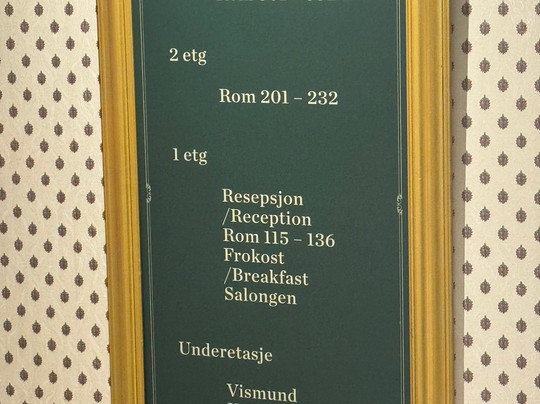 2 etg
Rom 201 – 232
1 etg
Resepsjon
/Reception
Rom 115 – 136
Frokost
/Breakfast
Salongen
Underetasje
Vismund